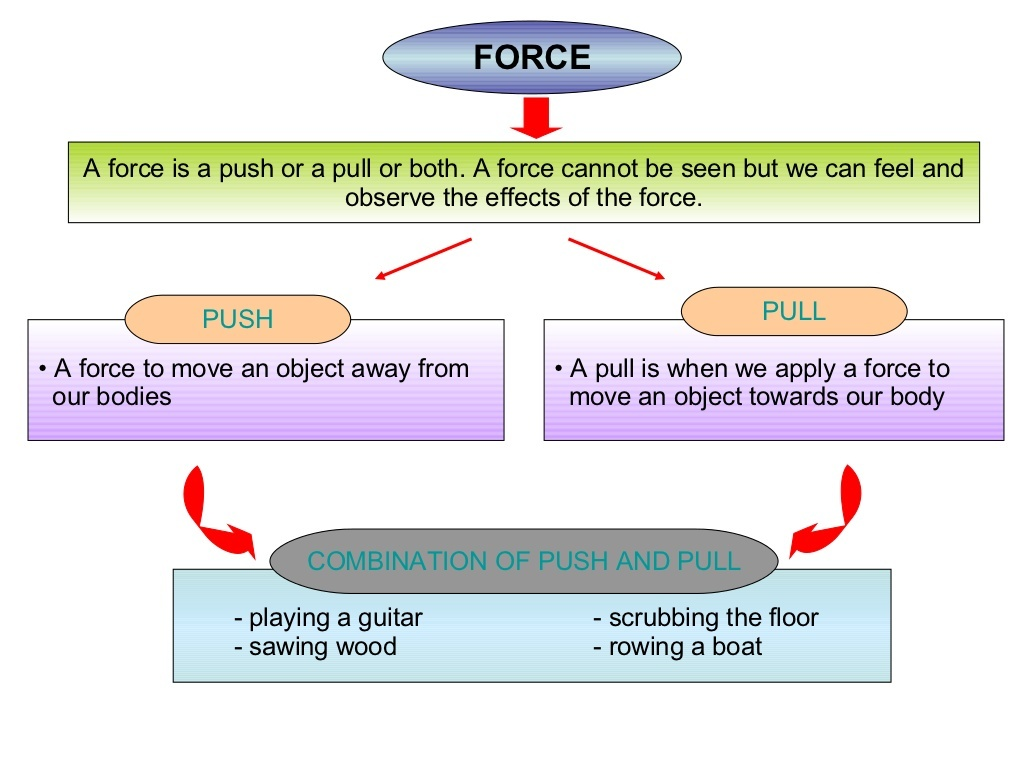 FORCE
A force is a push or a pull or both. A force cannot be seen but we can feel and
observe the effects of the force.
PUSH
• A force to move an object away from
our bodies
PULL
• A pull is when we apply a force to
move an object towards our body
COMBINATION OF PUSH AND PULL
- playing a guitar
- sawing wood
- scrubbing the floor
- rowing a boat